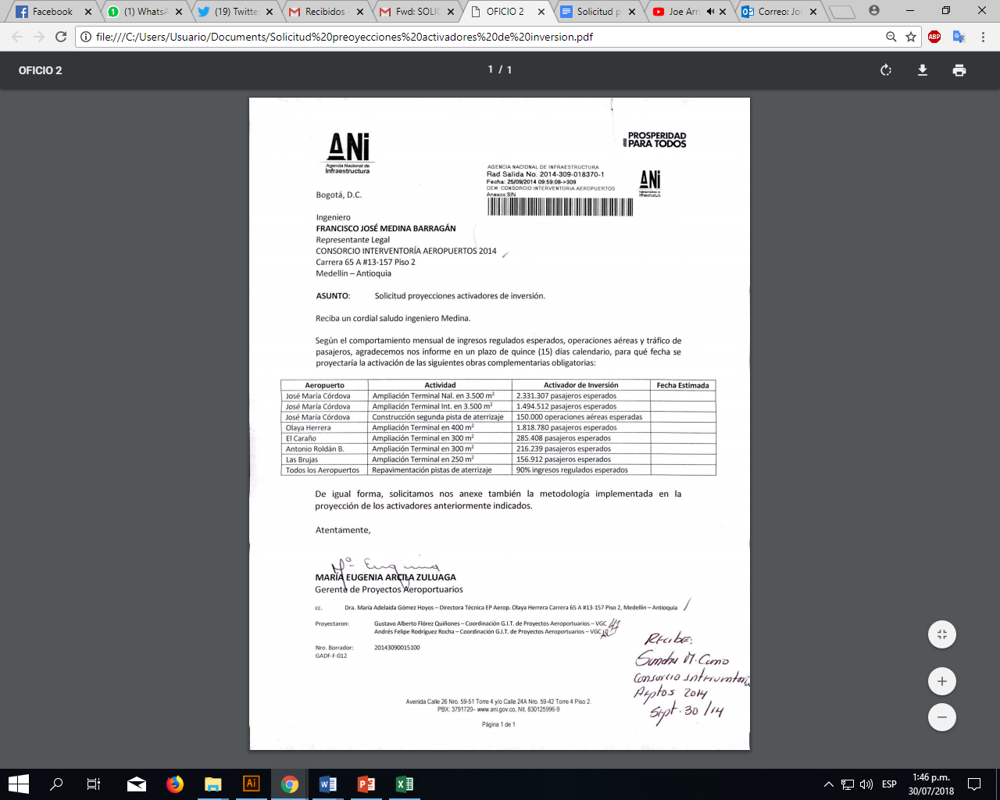 Facebook
(1) WhatsA
(19) Twitte
Recibidos
Fwd: SOLIC
OFICIO 2
Solicitud p
Joe Arr
Correo: Jo
file:///C:/Users/Usuario/Documents/Solicitud%20preoyecciones%20activadores%20de%20inversion.pdf
ABP
OFICIO 2
1 / 1
ANi
Agencia Nacional de
Infraestructura
PROSPERIDAD
PARA TODOS
AGENCIA NACIONAL DE INFRAESTRUCTURA
Rad Salida No. 2014-309-018370-1
Fecha: 25/09/2014 09:59:08->309
OEM: CONSORCIO INTERVENTORIA AEROPUERTOS
Anexos:SIN
ANi
Bogotá, D.C.
Ingeniero
FRANCISCO JOSÉ MEDINA BARRAGÁN
Representante Legal
CONSORCIO INTERVENTORÍA AEROPUERTOS 2014
Carrera 65 A #13-157 Piso 2
Medellín – Antioquia
ASUNTO: Solicitud proyecciones activadores de inversión.
Reciba un cordial saludo ingeniero Medina.
Según el comportamiento mensual de ingresos regulados esperados, operaciones aéreas y tráfico de
pasajeros, agradecemos nos informe en un plazo de quince (15) días calendario, para qué fecha se
proyectaría la activación de las siguientes obras complementarias obligatorias:
Aeropuerto Actividad Activador de Inversión Fecha Estimada
José María Córdova Ampliación Terminal Nal. en 3.500 m² 2.331.307 pasajeros esperados
José María Córdova Ampliación Terminal Int. en 3.500 m² 1.494.512 pasajeros esperados
José María Córdova Construcción segunda pista de aterrizaje 150.000 operaciones aéreas esperadas
Olaya Herrera Ampliación Terminal en 400 m² 1.818.780 pasajeros esperados
El Caraño Ampliación Terminal en 300 m² 285.408 pasajeros esperados
Antonio Roldán B. Ampliación Terminal en 300 m² 216.239 pasajeros esperados
Las Brujas Ampliación Terminal en 250 m² 156.912 pasajeros esperados
Todos los Aeropuertos Repavimentación pistas de aterrizaje 90% ingresos regulados esperados
De igual forma, solicitamos nos anexe también la metodología implementada en la
proyección de los activadores anteriormente indicados.
Atentamente,
Mª Eugenia
MARÍA EUGENIA ARCILA ZULUAGA
Gerente de Proyectos Aeroportuarios
cc. Dra. María Adelaida Gómez Hoyos – Directora Técnica EP Aerop. Olaya Herrera Carrera 65 A #13-157 Piso 2, Medellín – Antioquia
Proyectaron: Gustavo Alberto Flórez Quiñones – Coordinación G.I.T. de Proyectos Aeroportuarios – VGC
Andrés Felipe Rodríguez Rocha – Coordinación G.I.T. de Proyectos Aeroportuarios – VGC
Nro. Borrador: 20143090015100
GADF-F-012
Recibe:
M. Cano
Consorcio Interventoría
Aeptos 2014
Sept. 30/14
Avenida Calle 26 Nro. 59-51 Torre 4 y/o Calle 24A Nro. 59-42 Torre 4 Piso 2.
PBX: 3791720– www.ani.gov.co, Nit. 830125996-9
Página 1 de 1
Ai
ESP
1:46 p.m.
30/07/2018